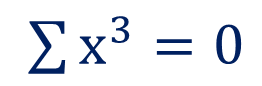 ∑ x³ = 0